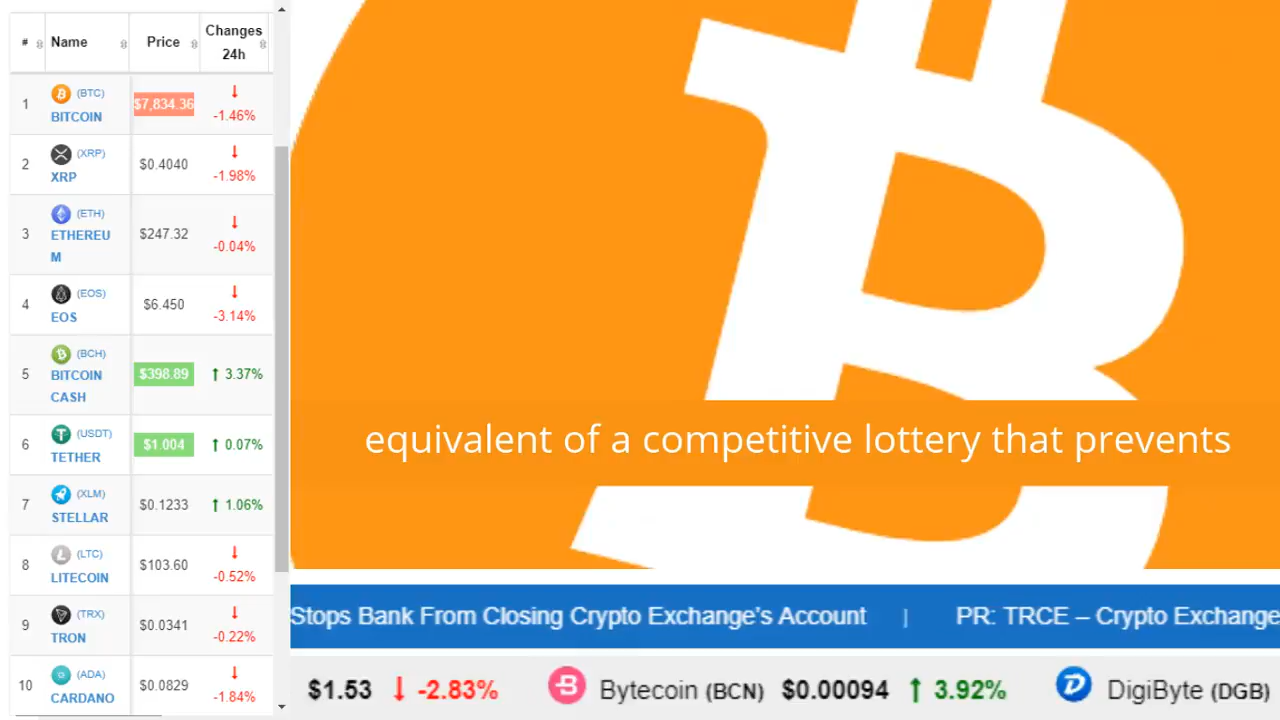 # Name Price Changes 24h
1 (BTC) BITCOIN $7,834.36 ↓ -1.46%
2 (XRP) XRP $0.4040 ↓ -1.98%
3 (ETH) ETHEREU M $247.32 ↓ -0.04%
4 (EOS) EOS $6.450 ↓ -3.14%
5 (BCH) BITCOIN CASH $398.89 ↑ 3.37%
6 (USDT) TETHER $1.004 ↑ 0.07%
7 (XLM) STELLAR $0.1233 ↑ 1.06%
8 (LTC) LITECOIN $103.60 ↓ -0.52%
9 (TRX) TRON $0.0341 ↓ -0.22%
10 (ADA) CARDANO $0.0829 ↓ -1.84%
equivalent of a competitive lottery that prevents
Stops Bank From Closing Crypto Exchange's Account | PR: TRCE – Crypto Exchange
$1.53 ↓ -2.83% Bytecoin (BCN) $0.00094 ↑ 3.92% DigiByte (DGB)